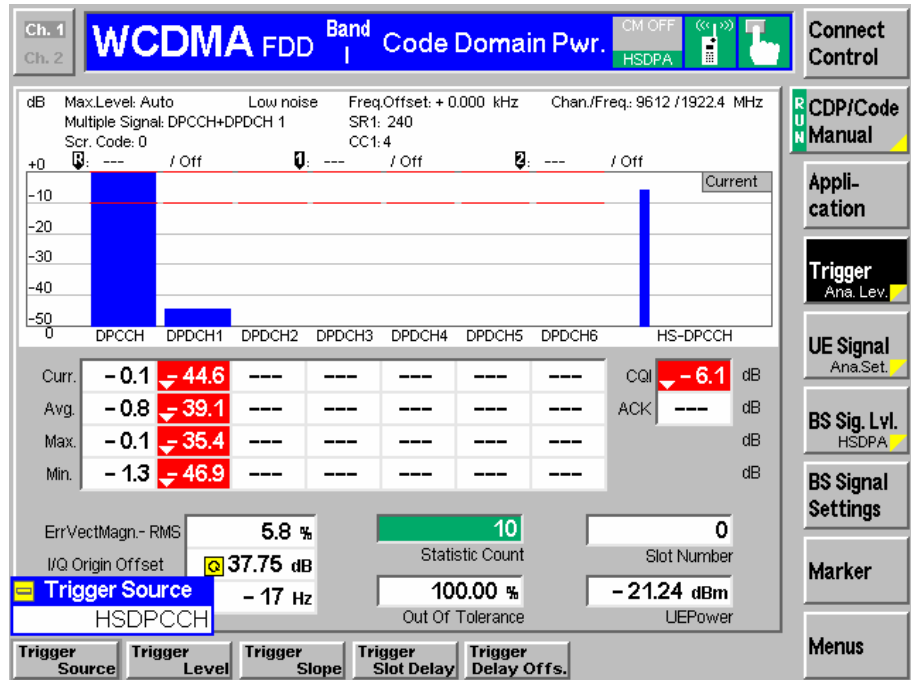 Ch. 1
Ch. 2
WCDMA FDD Band I Code Domain Pwr.
CM OFF
HSDPA
Connect Control
dB Max.Level: Auto Low noise Freq.Offset: + 0.000 kHz Chan./Freq.: 9612 / 1922.4 MHz
Multiple Signal: DPCCH+DPDCH 1 SR1: 240
Scr. Code: 0 CC1: 4
+0 R: --- / Off 1: --- / Off 2: --- / Off
Current
-10
-20
-30
-40
-50
0 DPCCH DPDCH1 DPDCH2 DPDCH3 DPDCH4 DPDCH5 DPDCH6 HS-DPCCH
Curr. - 0.1 - 44.6 --- --- --- --- --- CQI - 6.1 dB
Avg. - 0.8 - 39.1 --- --- --- --- --- ACK --- dB
Max. - 0.1 - 35.4 --- --- --- --- --- dB
Min. - 1.3 - 46.9 --- --- --- --- --- dB
ErrVectMagn.- RMS 5.8 % 10 0
Statistic Count Slot Number
I/Q Origin Offset 37.75 dB
- 17 Hz 100.00 % - 21.24 dBm
Out Of Tolerance UEPower
Trigger Source
HSDPCCH
RUN
CDP/Code Manual
Appli-
cation
Trigger
Ana. Lev.
UE Signal
Ana.Set.
BS Sig. Lvl.
HSDPA
BS Signal
Settings
Marker
Menus
Trigger Source
Trigger Level
Trigger Slope
Trigger Slot Delay
Trigger Delay Offs.